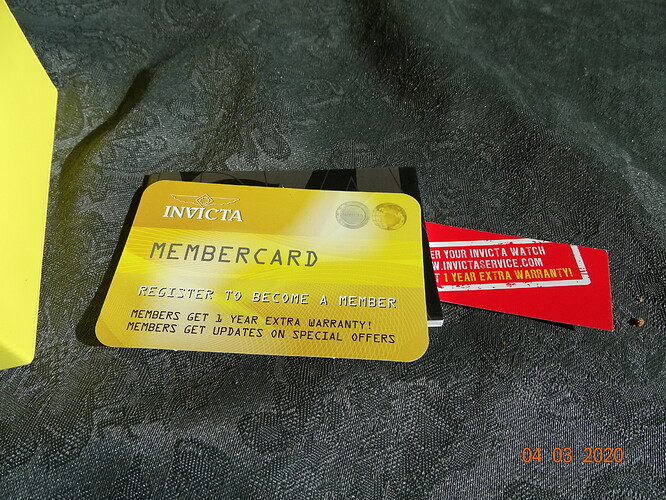 INVICTA
MEMBERCARD
REGISTER TO BECOME A MEMBER
MEMBERS GET 1 YEAR EXTRA WARRANTY!
MEMBERS GET UPDATES ON SPECIAL OFFERS
YOUR INVICTA WATCH
.INVICTASERVICE.COM
1 YEAR EXTRA WARRANTY!
04 03 2020